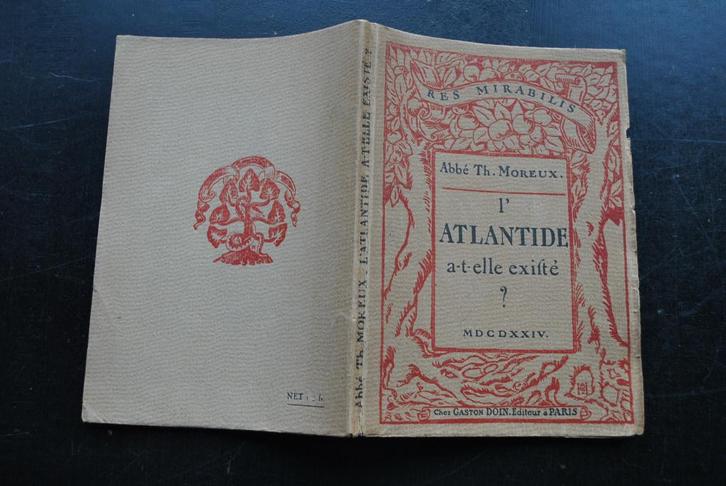 RES MIRABILIS
Abbé Th. MOREUX.
l'
ATLANTIDE
a-t-elle existé
?
MDCDXXIV.
Chez GASTON DOIN. Editeur à PARIS
Abbé Th. MOREUX - L'ATLANTIDE A-T-ELLE EXISTÉ ?
NET :